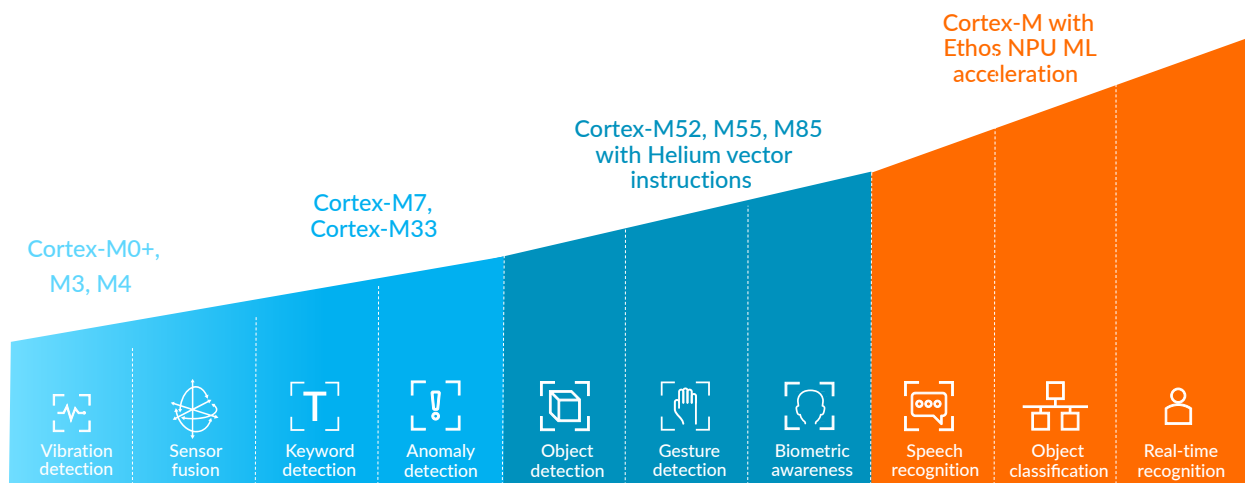 Cortex-M with
Ethos NPU ML
acceleration
Cortex-M52, M55, M85
with Helium vector
instructions
Cortex-M7,
Cortex-M33
Cortex-M0+,
M3, M4
T
Vibration
detection
Sensor
fusion
Keyword
detection
Anomaly
detection
Object
detection
Gesture
detection
Biometric
awareness
Speech
recognition
Object
classification
Real-time
recognition